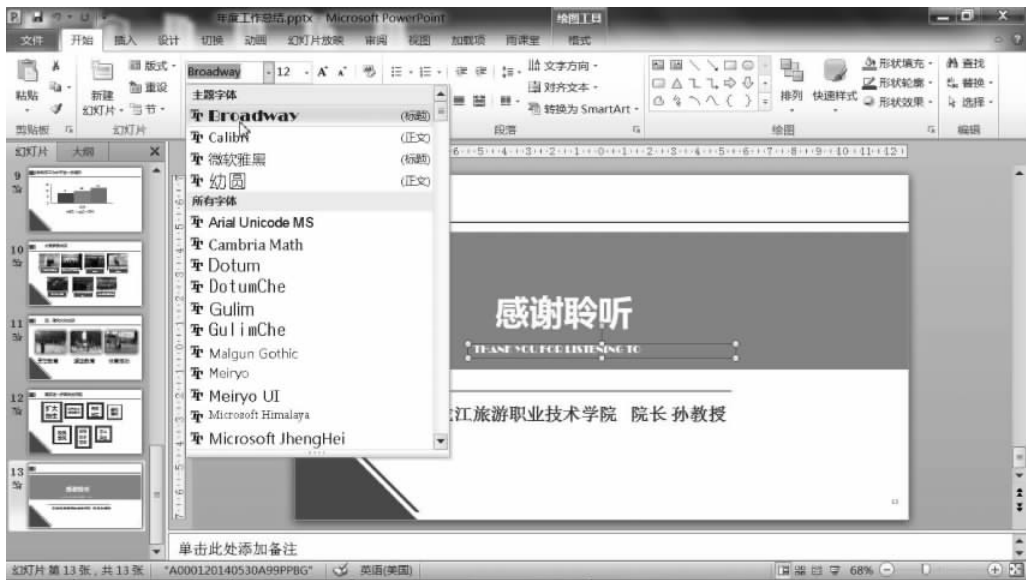 年度工作总结.pptx Microsoft PowerPoint 绘图工具
文件 开始 插入 设计 切换 动画 幻灯片放映 审阅 视图 加载项 雨课堂 格式
粘贴 新建 幻灯片 版式 重设 节
Broadway 12
文字方向
对齐文本
转换为 SmartArt
排列 快速样式
形状填充
形状轮廓
形状效果
查找
替换
选择
剪贴板 幻灯片 段落 绘图 编辑
幻灯片 大纲
主题字体
Broadway (标题)
Calibri (正文)
微软雅黑 (标题)
幼圆 (正文)
所有字体
Arial Unicode MS
Cambria Math
Dotum
DotumChe
Gulim
GulimChe
Malgun Gothic
Meiryo
Meiryo UI
Microsoft Himalaya
Microsoft JhengHei
9
10
11
12
13
感谢聆听
THANK YOU FOR LISTENING TO
江旅游职业技术学院 院长 孙教授
13
单击此处添加备注
幻灯片 第 13 张，共 13 张 "A000120140530A99PPBG" 英语(美国) 68%